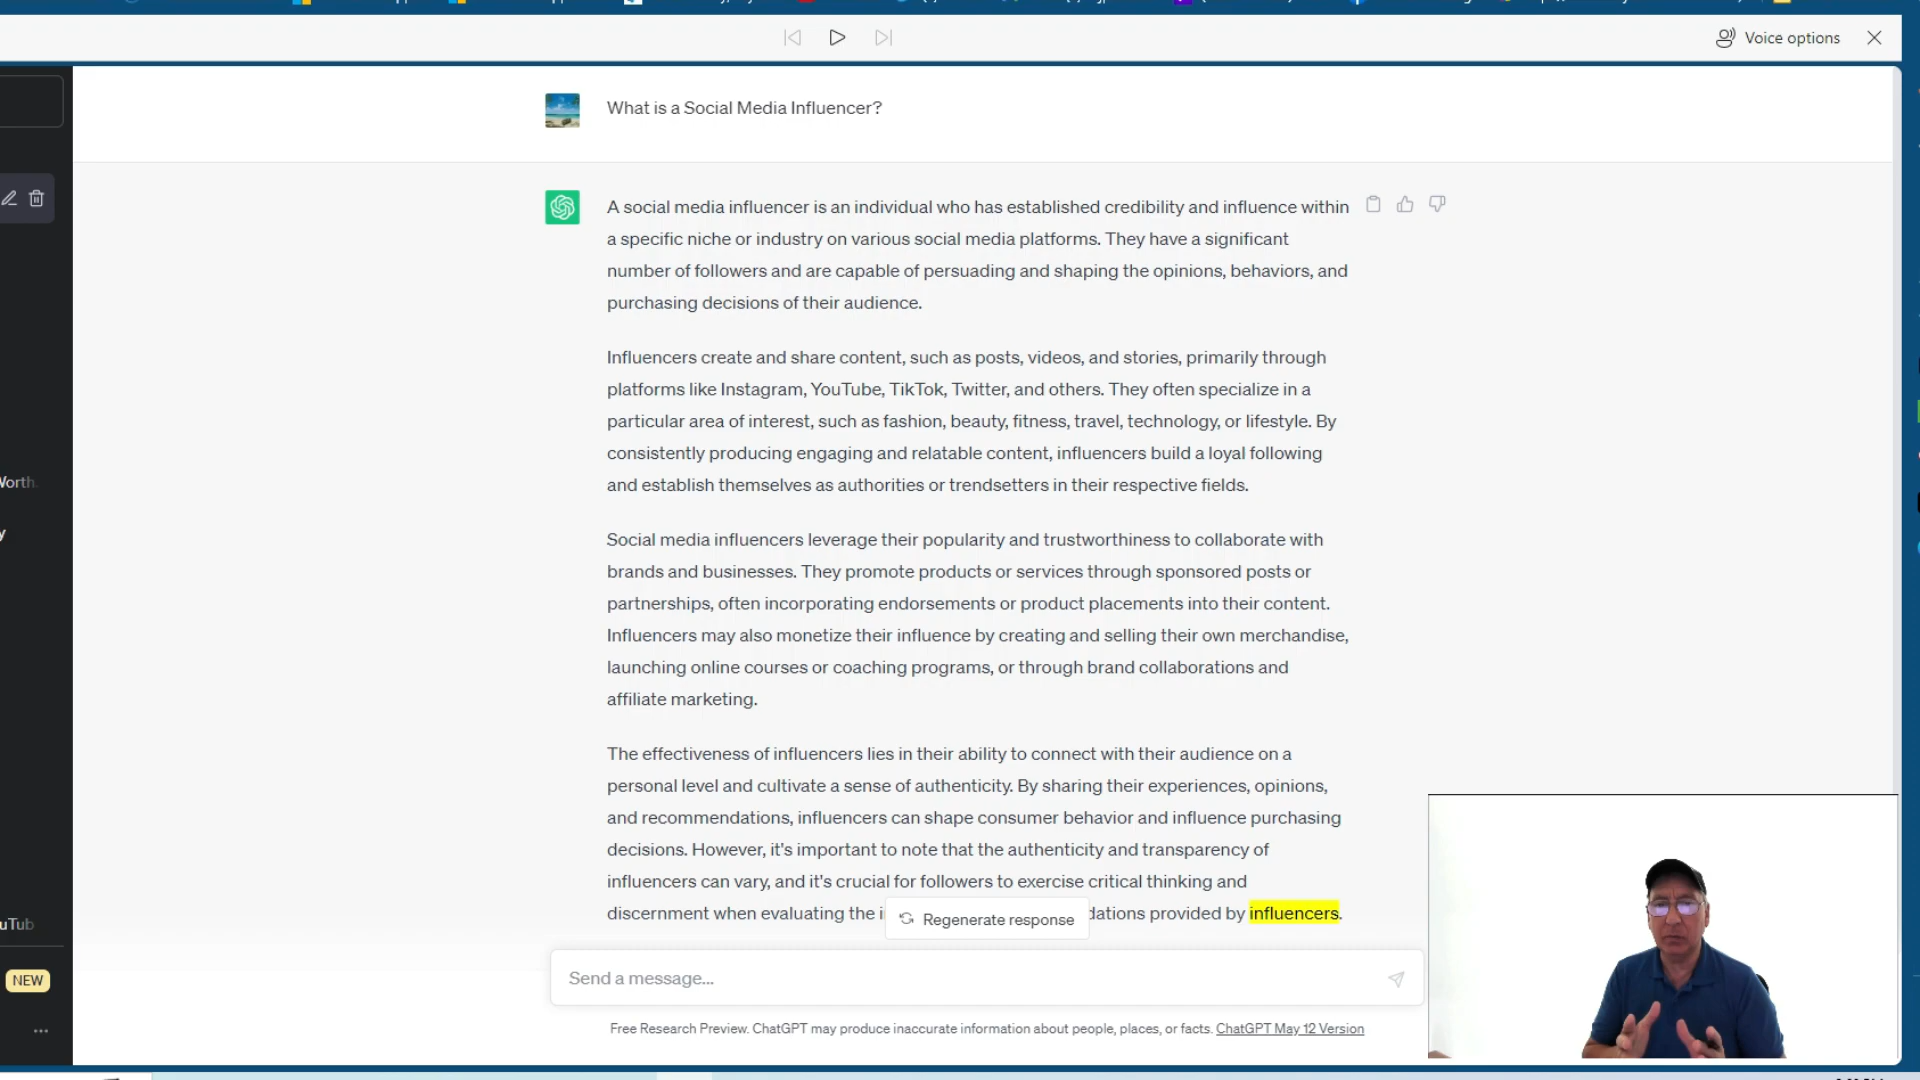 Voice options
What is a Social Media Influencer?
A social media influencer is an individual who has established credibility and influence within
a specific niche or industry on various social media platforms. They have a significant
number of followers and are capable of persuading and shaping the opinions, behaviors, and
purchasing decisions of their audience.
Influencers create and share content, such as posts, videos, and stories, primarily through
platforms like Instagram, YouTube, TikTok, Twitter, and others. They often specialize in a
particular area of interest, such as fashion, beauty, fitness, travel, technology, or lifestyle. By
consistently producing engaging and relatable content, influencers build a loyal following
and establish themselves as authorities or trendsetters in their respective fields.
Social media influencers leverage their popularity and trustworthiness to collaborate with
brands and businesses. They promote products or services through sponsored posts or
partnerships, often incorporating endorsements or product placements into their content.
Influencers may also monetize their influence by creating and selling their own merchandise,
launching online courses or coaching programs, or through brand collaborations and
affiliate marketing.
The effectiveness of influencers lies in their ability to connect with their audience on a
personal level and cultivate a sense of authenticity. By sharing their experiences, opinions,
and recommendations, influencers can shape consumer behavior and influence purchasing
decisions. However, it's important to note that the authenticity and transparency of
influencers can vary, and it's crucial for followers to exercise critical thinking and
discernment when evaluating the dations provided by influencers.
Regenerate response
Send a message...
Free Research Preview. ChatGPT may produce inaccurate information about people, places, or facts. ChatGPT May 12 Version
Worth
uTub
NEW